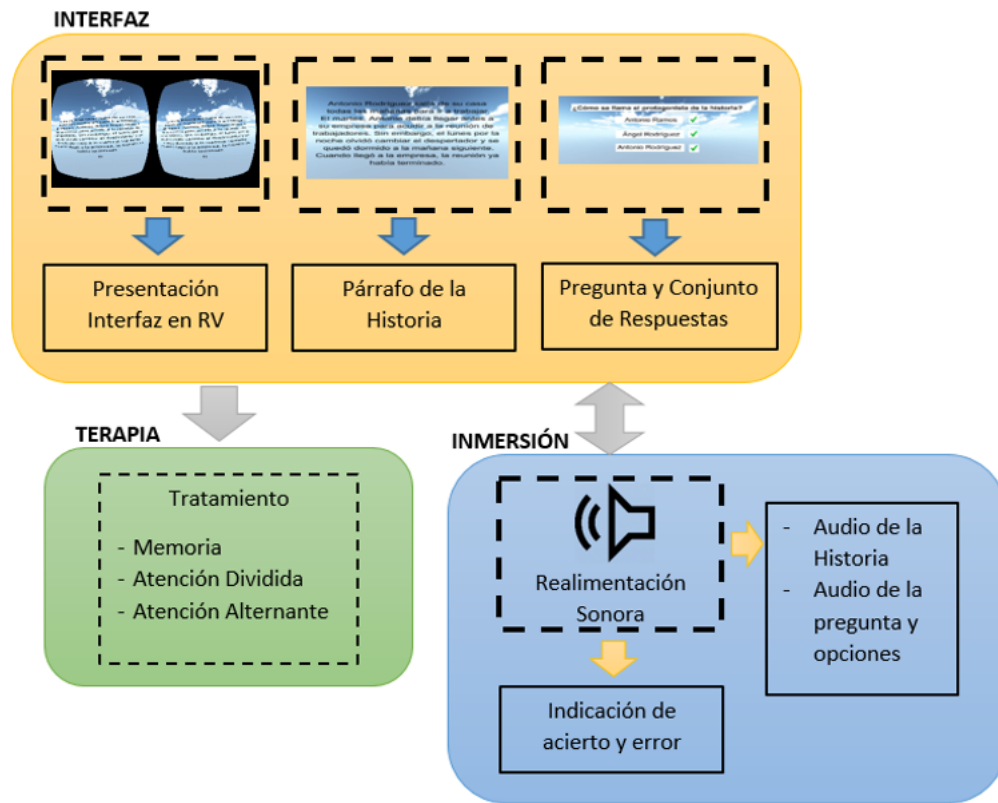 INTERFAZ
Antonio Rodríguez sale de su casa
todas las mañanas para ir a trabajar.
El martes, Antonio debía llegar antes a
su empresa para acudir a la reunión de
trabajadores. Sin embargo, el lunes por la
noche olvidó cambiar el despertador y se
quedó dormido a la mañana siguiente.
Cuando llegó a la empresa, la reunión ya
había terminado.
¿Cómo se llama el protagonista de la historia?
Antonio Ramos
Ángel Rodríguez
Antonio Rodríguez
Presentación
Interfaz en RV
Párrafo de la
Historia
Pregunta y Conjunto
de Respuestas
TERAPIA
Tratamiento
- Memoria
- Atención Dividida
- Atención Alternante
INMERSIÓN
Realimentación
Sonora
- Audio de la
Historia
- Audio de la
pregunta y
opciones
Indicación de
acierto y error